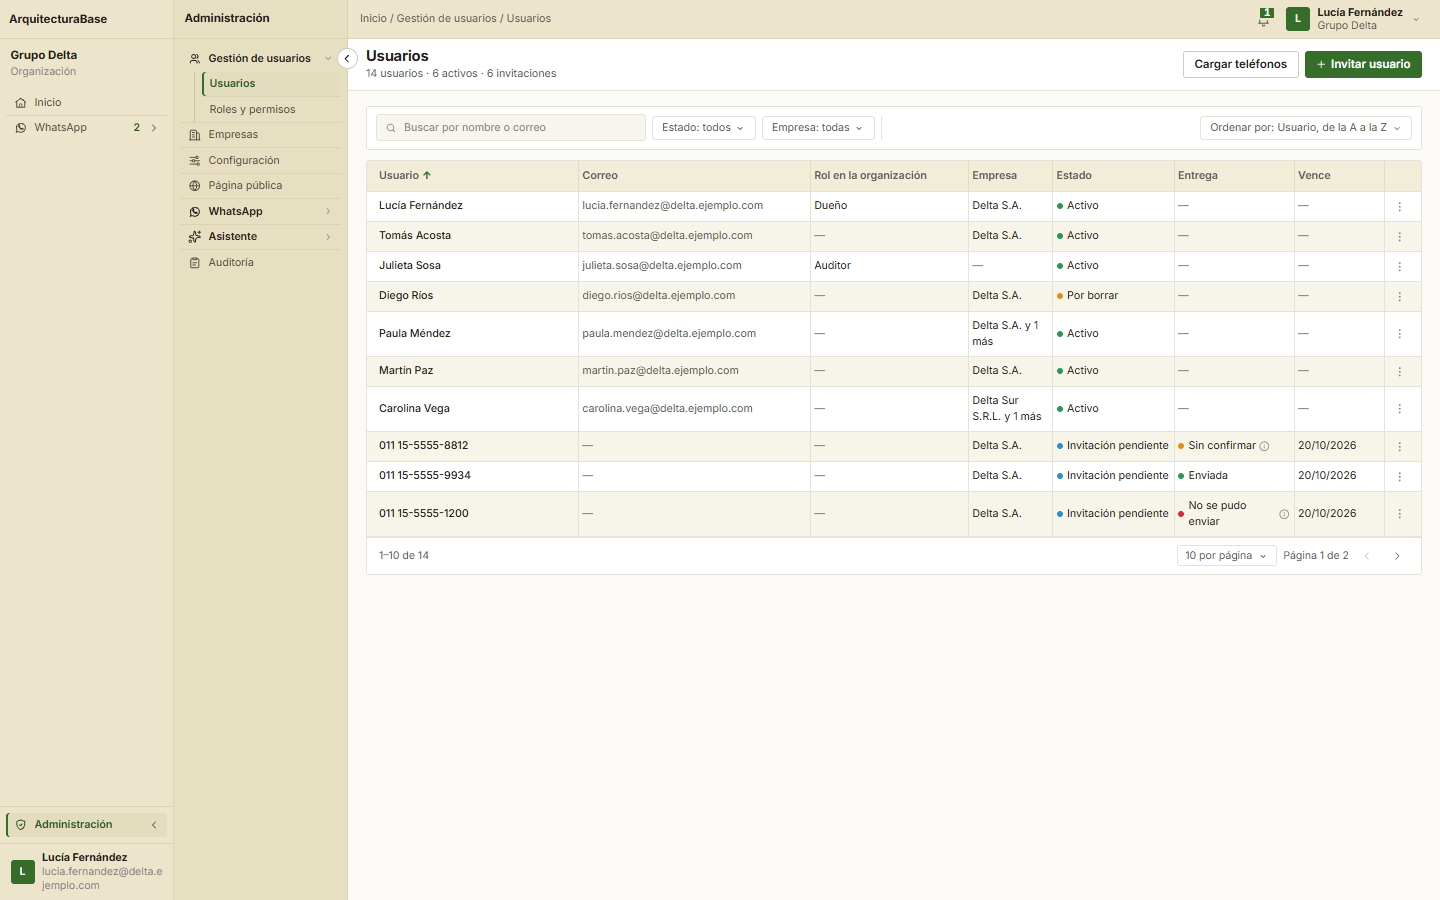 ArquitecturaBase
Grupo Delta
Organización
Inicio
WhatsApp 2
Administración
Lucía Fernández
lucia.fernandez@delta.e
jemplo.com
L
Administración
Gestión de usuarios
Usuarios
Roles y permisos
Empresas
Configuración
Página pública
WhatsApp
Asistente
Auditoría
Inicio / Gestión de usuarios / Usuarios
1
L
Lucía Fernández
Grupo Delta
Usuarios
14 usuarios · 6 activos · 6 invitaciones
Cargar teléfonos
+ Invitar usuario
Buscar por nombre o correo
Estado: todos
Empresa: todas
Ordenar por: Usuario, de la A a la Z
Usuario ↑ Correo Rol en la organización Empresa Estado Entrega Vence
Lucía Fernández lucia.fernandez@delta.ejemplo.com Dueño Delta S.A. Activo — —
Tomás Acosta tomas.acosta@delta.ejemplo.com — Delta S.A. Activo — —
Julieta Sosa julieta.sosa@delta.ejemplo.com Auditor — Activo — —
Diego Ríos diego.rios@delta.ejemplo.com — Delta S.A. Por borrar — —
Paula Méndez paula.mendez@delta.ejemplo.com — Delta S.A. y 1
más Activo — —
Martín Paz martin.paz@delta.ejemplo.com — Delta S.A. Activo — —
Carolina Vega carolina.vega@delta.ejemplo.com — Delta Sur
S.R.L. y 1 más Activo — —
011 15-5555-8812 — — Delta S.A. Invitación pendiente Sin confirmar 20/10/2026
011 15-5555-9934 — — Delta S.A. Invitación pendiente Enviada 20/10/2026
011 15-5555-1200 — — Delta S.A. Invitación pendiente No se pudo
enviar 20/10/2026
1–10 de 14
10 por página
Página 1 de 2